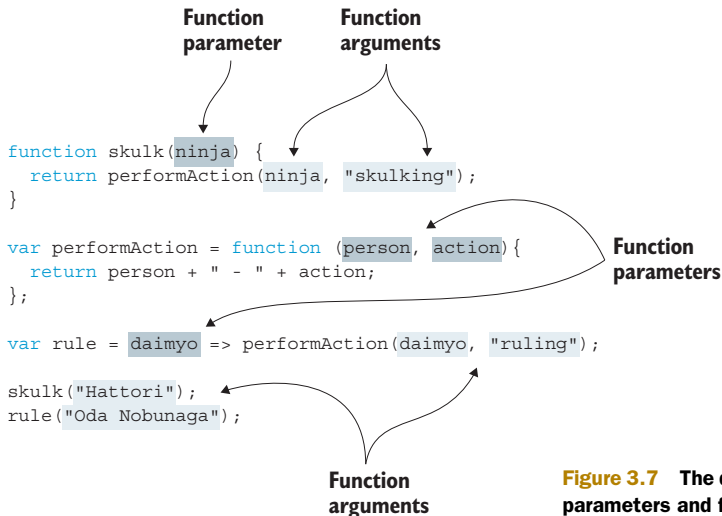 Function
parameter
Function
arguments
function skulk(ninja) {
  return performAction(ninja, "skulking");
}
var performAction = function (person, action){
  return person + " - " + action;
};
Function
parameters
var rule = daimyo => performAction(daimyo, "ruling");
skulk("Hattori");
rule("Oda Nobunaga");
Function
arguments
Figure 3.7 The
parameters and